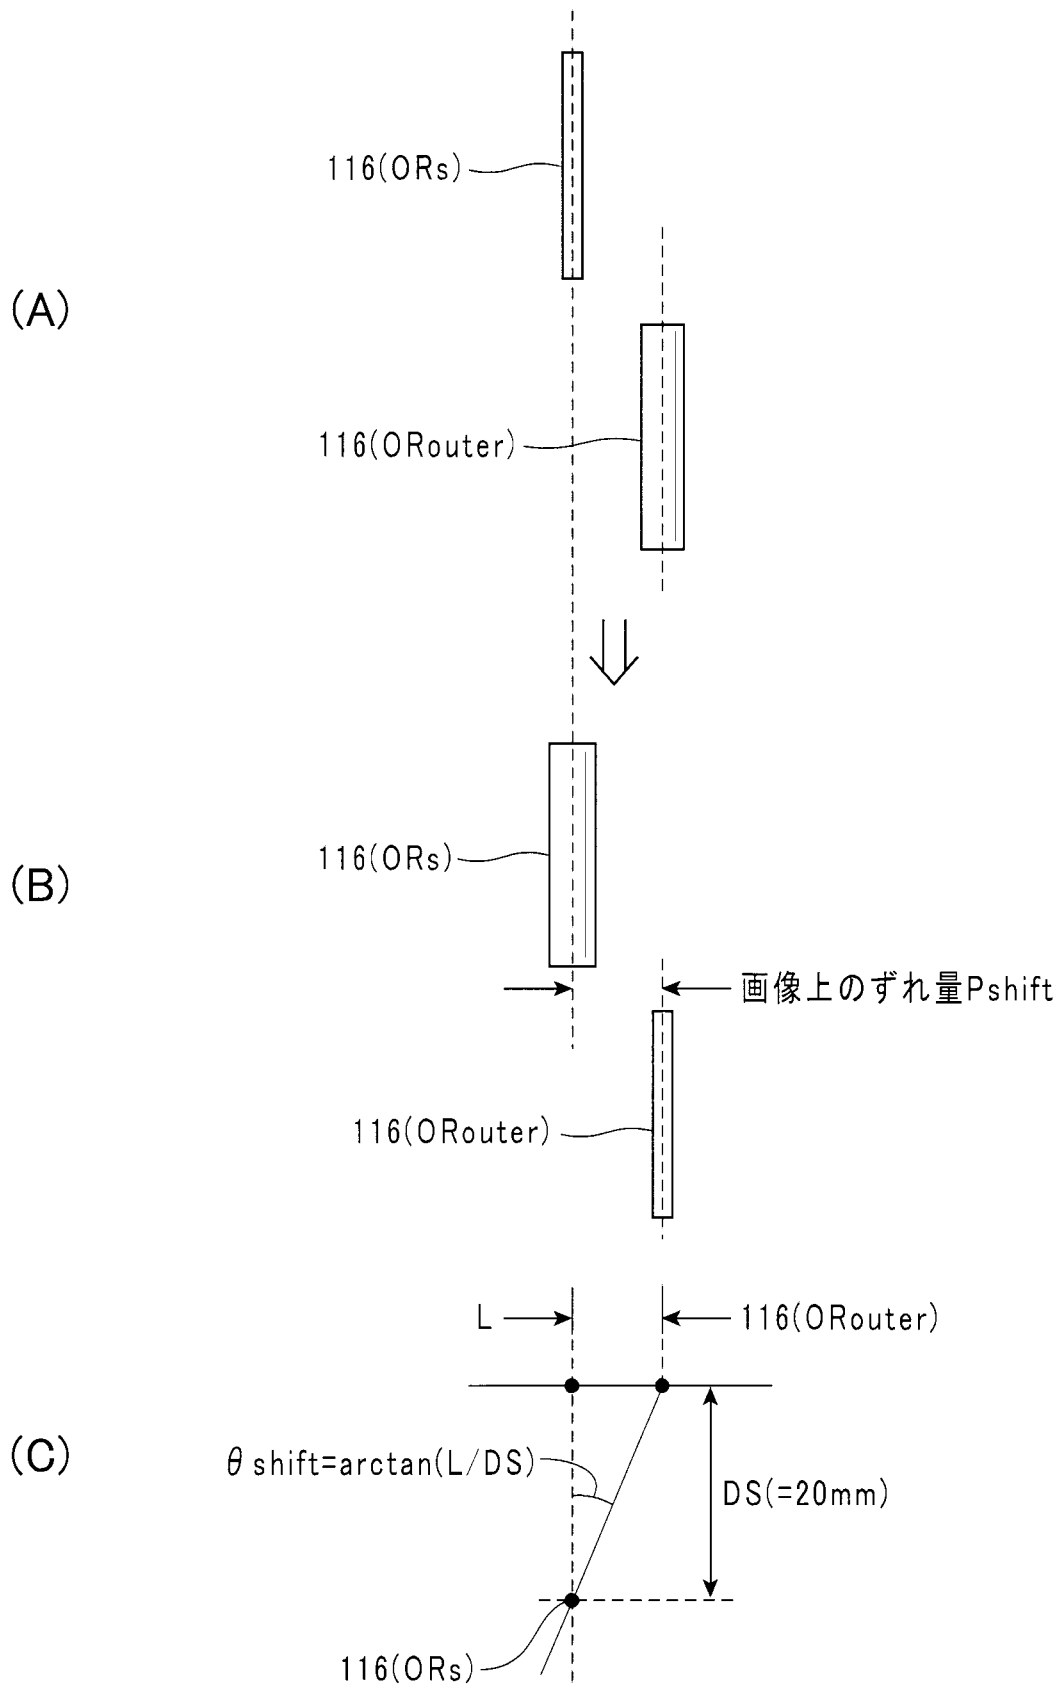 116(ORs)
(A)
116(ORouter)
116(ORs)
(B)
画像上のずれ量Pshift
116(ORouter)
L
116(ORouter)
(C)
θshift=arctan(L/DS)
DS(=20mm)
116(ORs)